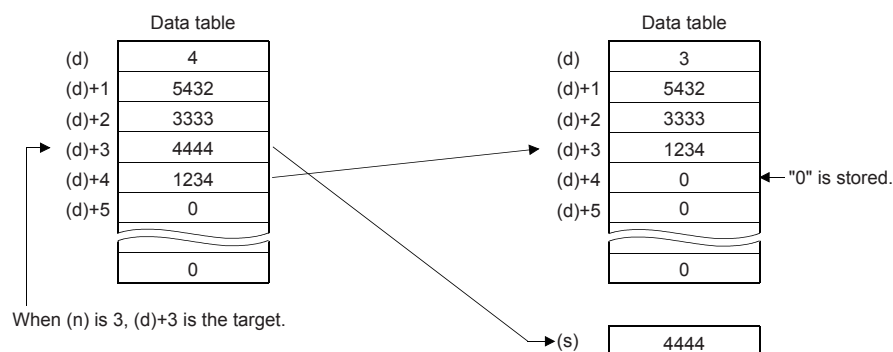 Data table
(d) 4
(d)+1 5432
(d)+2 3333
(d)+3 4444
(d)+4 1234
(d)+5 0
0
When (n) is 3, (d)+3 is the target.
Data table
(d) 3
(d)+1 5432
(d)+2 3333
(d)+3 1234
(d)+4 0 "0" is stored.
(d)+5 0
0
(s) 4444